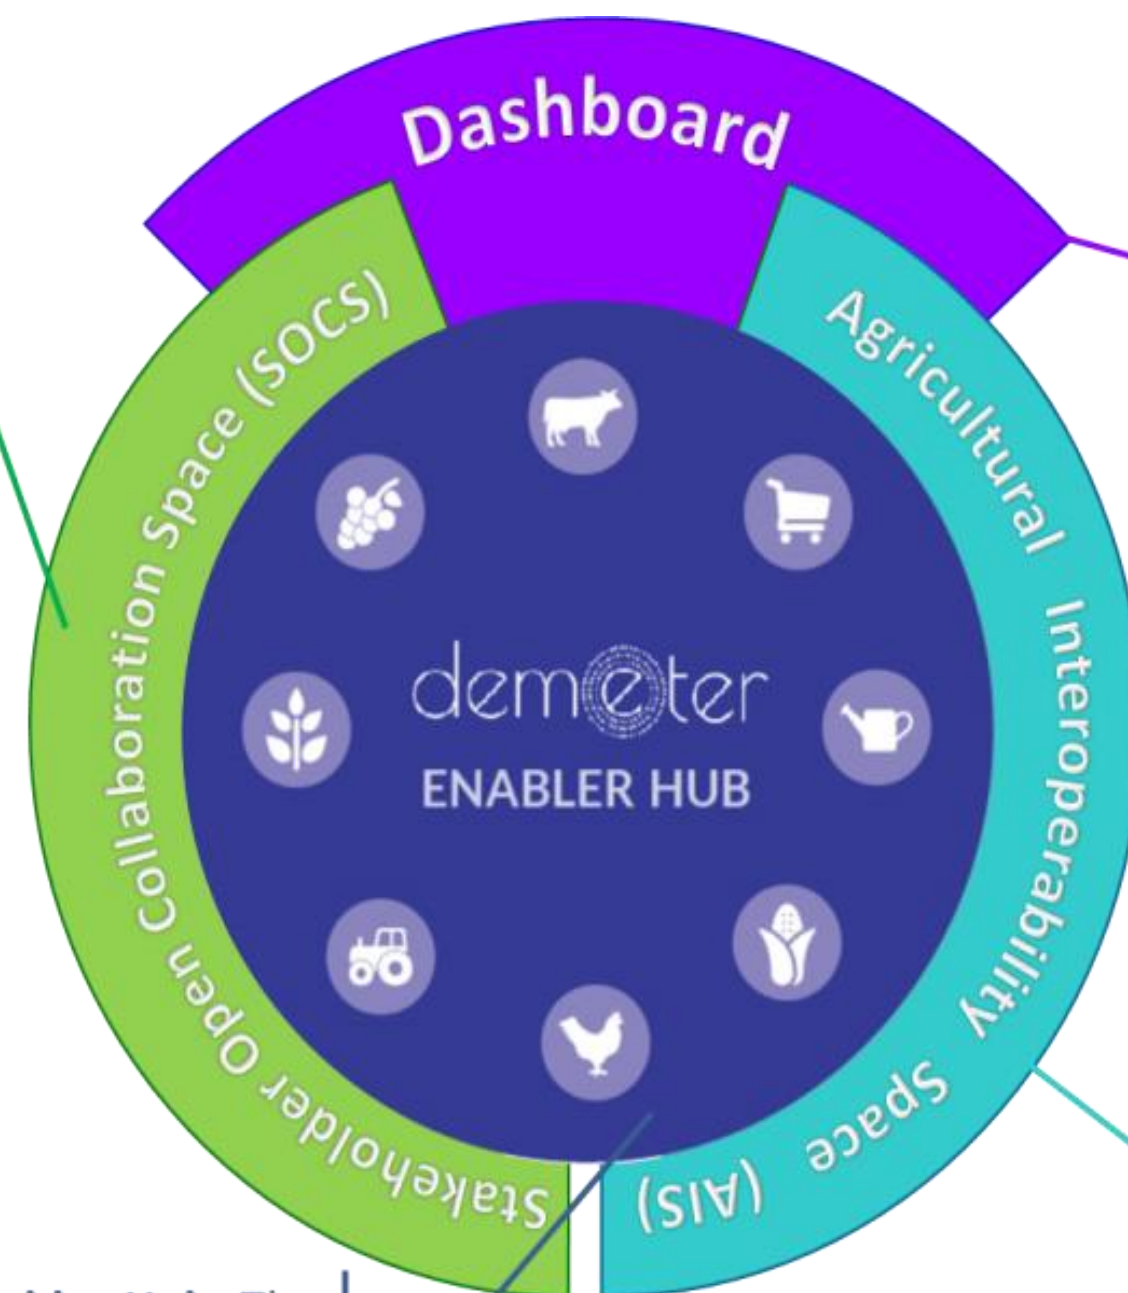 Dashboard
Stakeholder Open Collaboration Space (SOCS)
Agricultural Interoperability Space (AIS)
demeter
ENABLER HUB